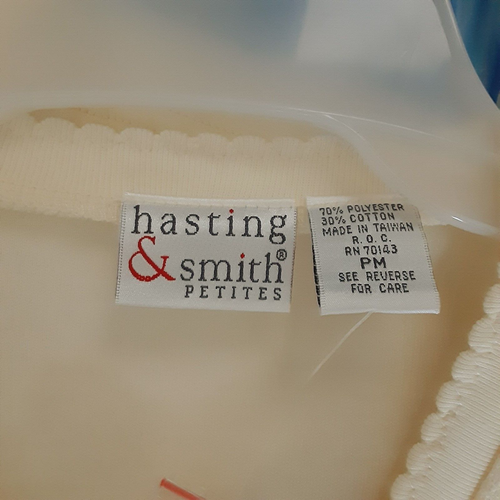 hasting
& smith®
PETITES
70% POLYESTER
30% COTTON
MADE IN TAIWAN
R. O. C.
RN 70143
PM
SEE REVERSE
FOR CARE